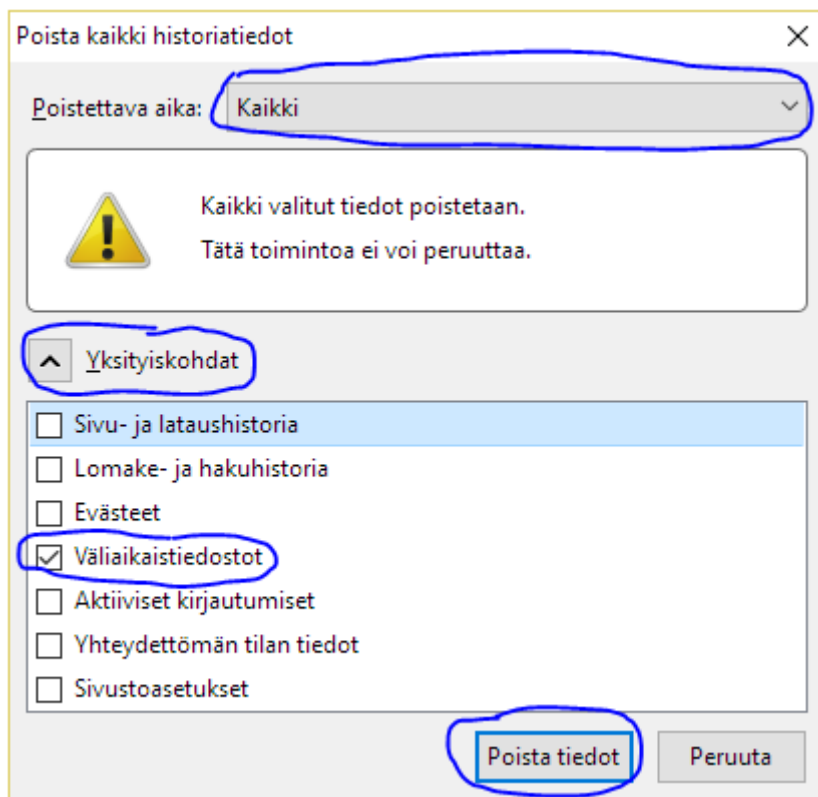 Poista kaikki historiatiedot
Poistettava aika: Kaikki
Kaikki valitut tiedot poistetaan.
Tätä toimintoa ei voi peruuttaa.
Yksityiskohdat
Sivu- ja lataushistoria
Lomake- ja hakuhistoria
Evästeet
Väliaikaistiedostot
Aktiiviset kirjautumiset
Yhteydettömän tilan tiedot
Sivustoasetukset
Poista tiedot Peruuta